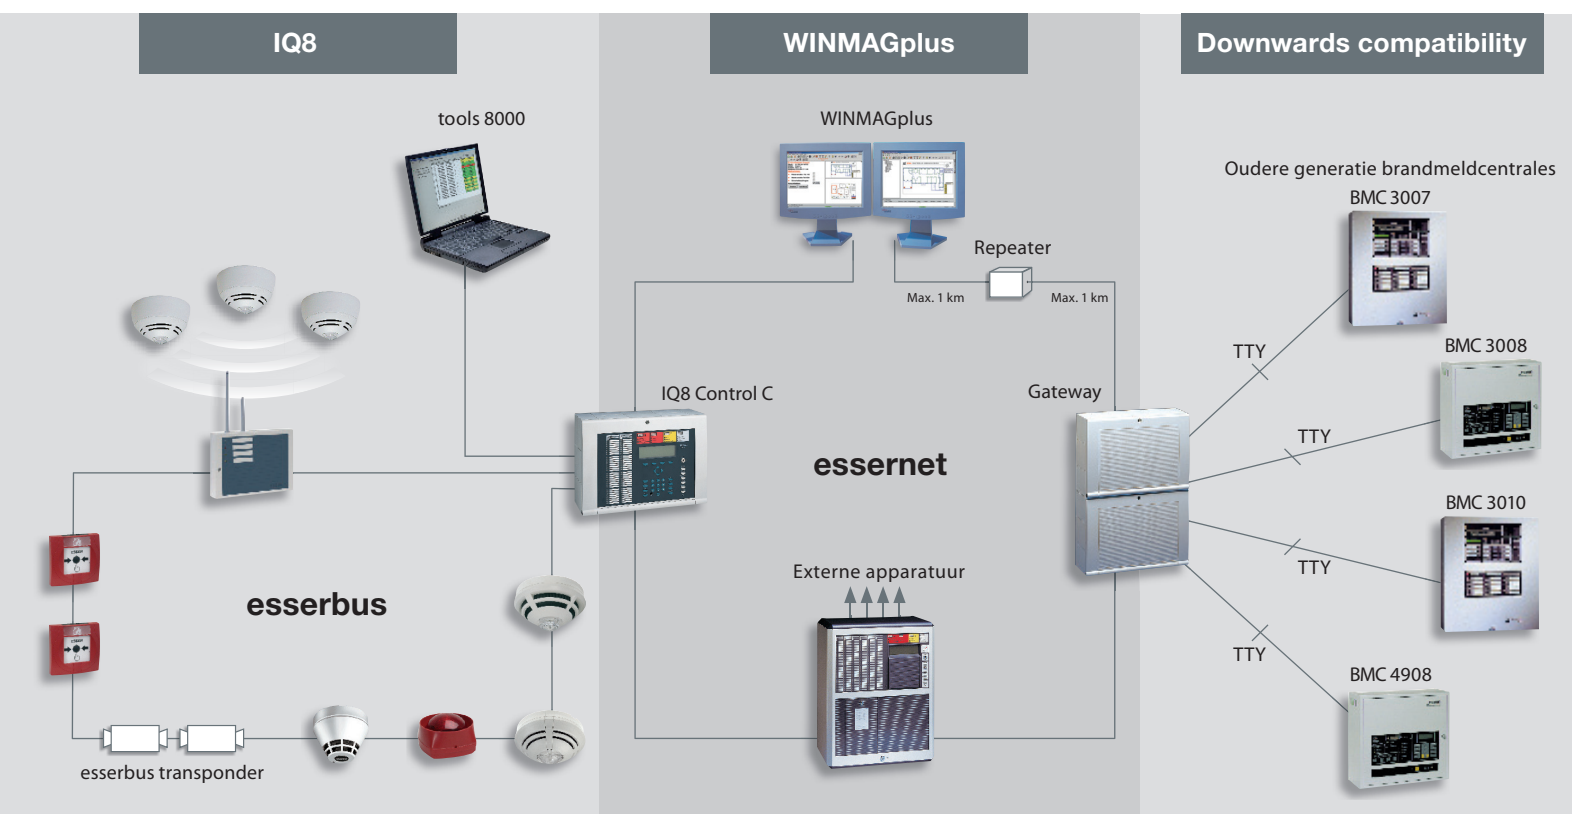 IQ8
WINMAGplus
Downwards compatibility
tools 8000
WINMAGplus
Oudere generatie brandmeldcentrales
BMC 3007
Repeater
Max. 1 km
Max. 1 km
TTY
BMC 3008
IQ8 Control C
Gateway
TTY
essernet
BMC 3010
TTY
Externe apparatuur
esserbus
TTY
BMC 4908
esserbus transponder